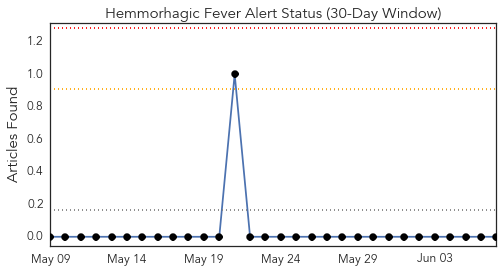 Hemmorhagic Fever Alert Status (30-Day Window)
Articles Found
1.2
1.0
0.8
0.6
0.4
0.2
0.0
May 09 May 14 May 19 May 24 May 29 Jun 03